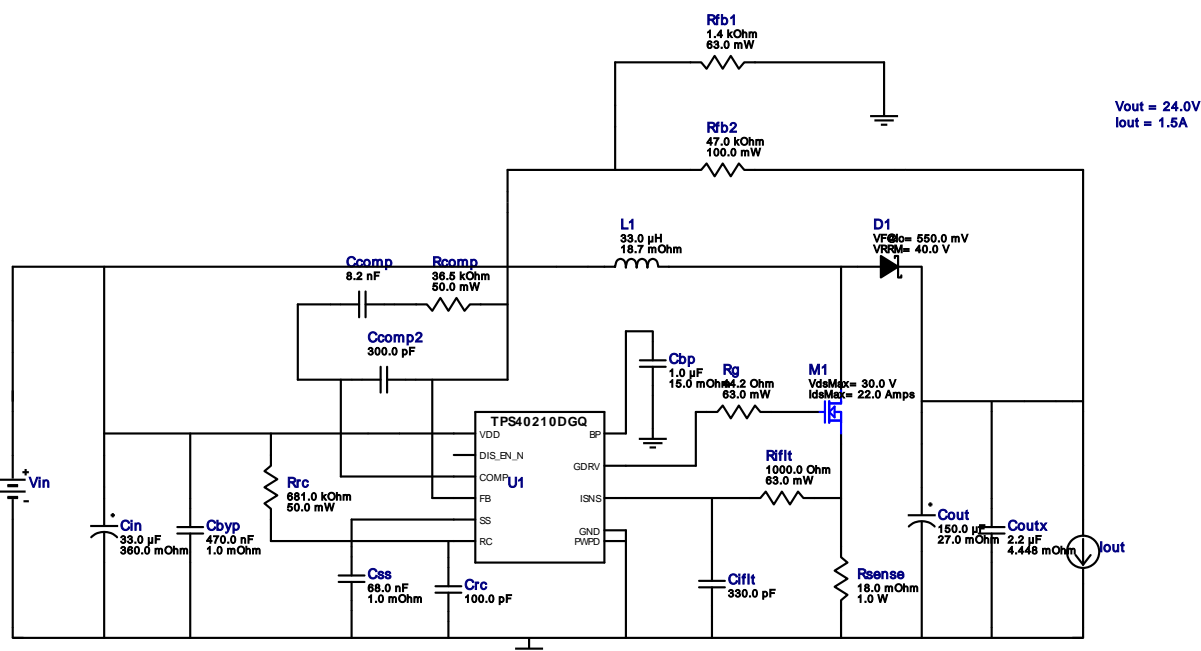 Rfb1
1.4 kOhm
63.0 mW
Vout = 24.0V
Iout = 1.5A
Rfb2
47.0 kOhm
100.0 mW
L1
33.0 µH
18.7 mOhm
D1
VF@Io= 550.0 mV
VRRM= 40.0 V
Ccomp
8.2 nF
Rcomp
36.5 kOhm
50.0 mW
Ccomp2
300.0 pF
Cbp
1.0 µF
15.0 mOhm
Rg
44.2 Ohm
63.0 mW
M1
VdsMax= 30.0 V
IdsMax= 22.0 Amps
TPS40210DGQ
VDD
BP
DIS_EN_N
GDRV
COMP
U1
FB
ISNS
SS
GND
RC
PWPD
Riflt
1000.0 Ohm
63.0 mW
Vin
+
-
Rrc
681.0 kOhm
50.0 mW
Cin
33.0 µF
360.0 mOhm
Cbyp
470.0 nF
1.0 mOhm
Css
68.0 nF
1.0 mOhm
Crc
100.0 pF
Ciflt
330.0 pF
Rsense
18.0 mOhm
1.0 W
Cout
150.0 µF
27.0 mOhm
Coutx
2.2 µF
4.448 mOhm
Iout